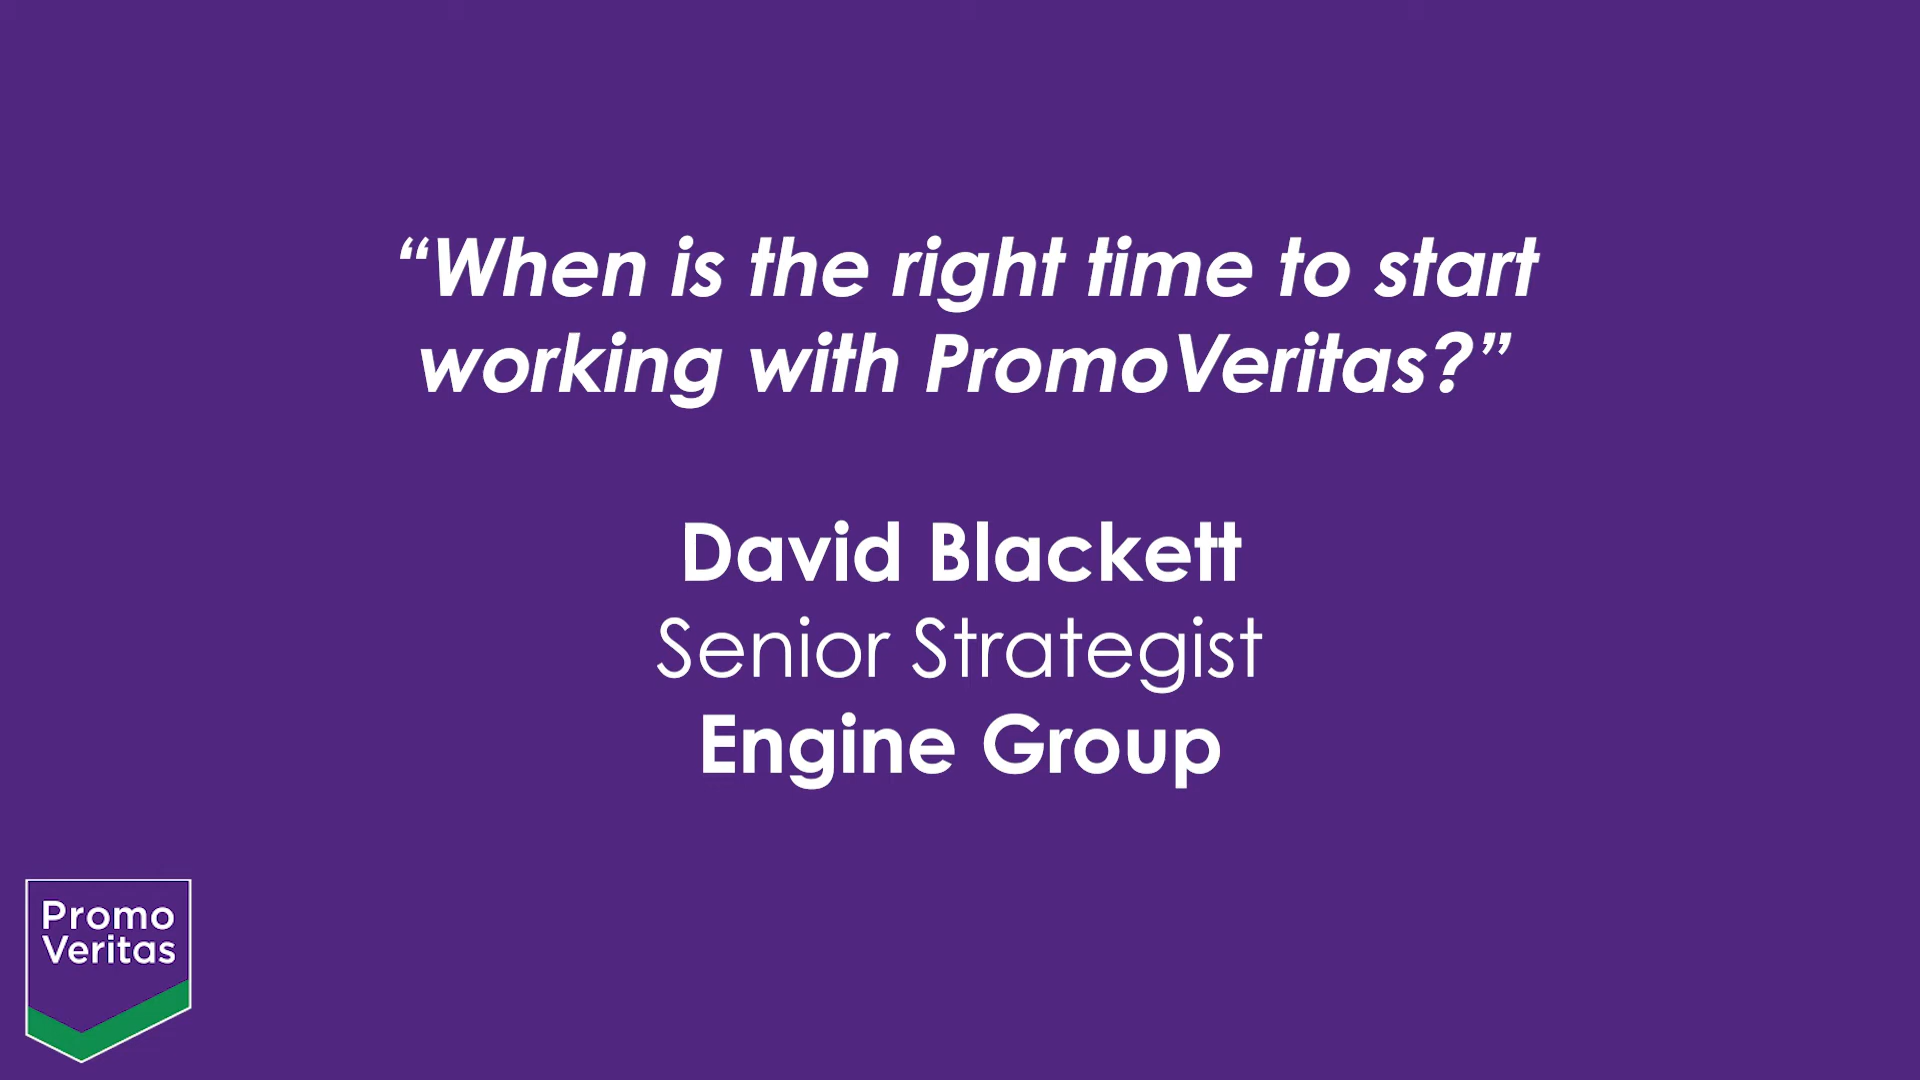 “When is the right time to start
working with PromoVeritas?”
David Blackett
Senior Strategist
Engine Group
Promo
Veritas